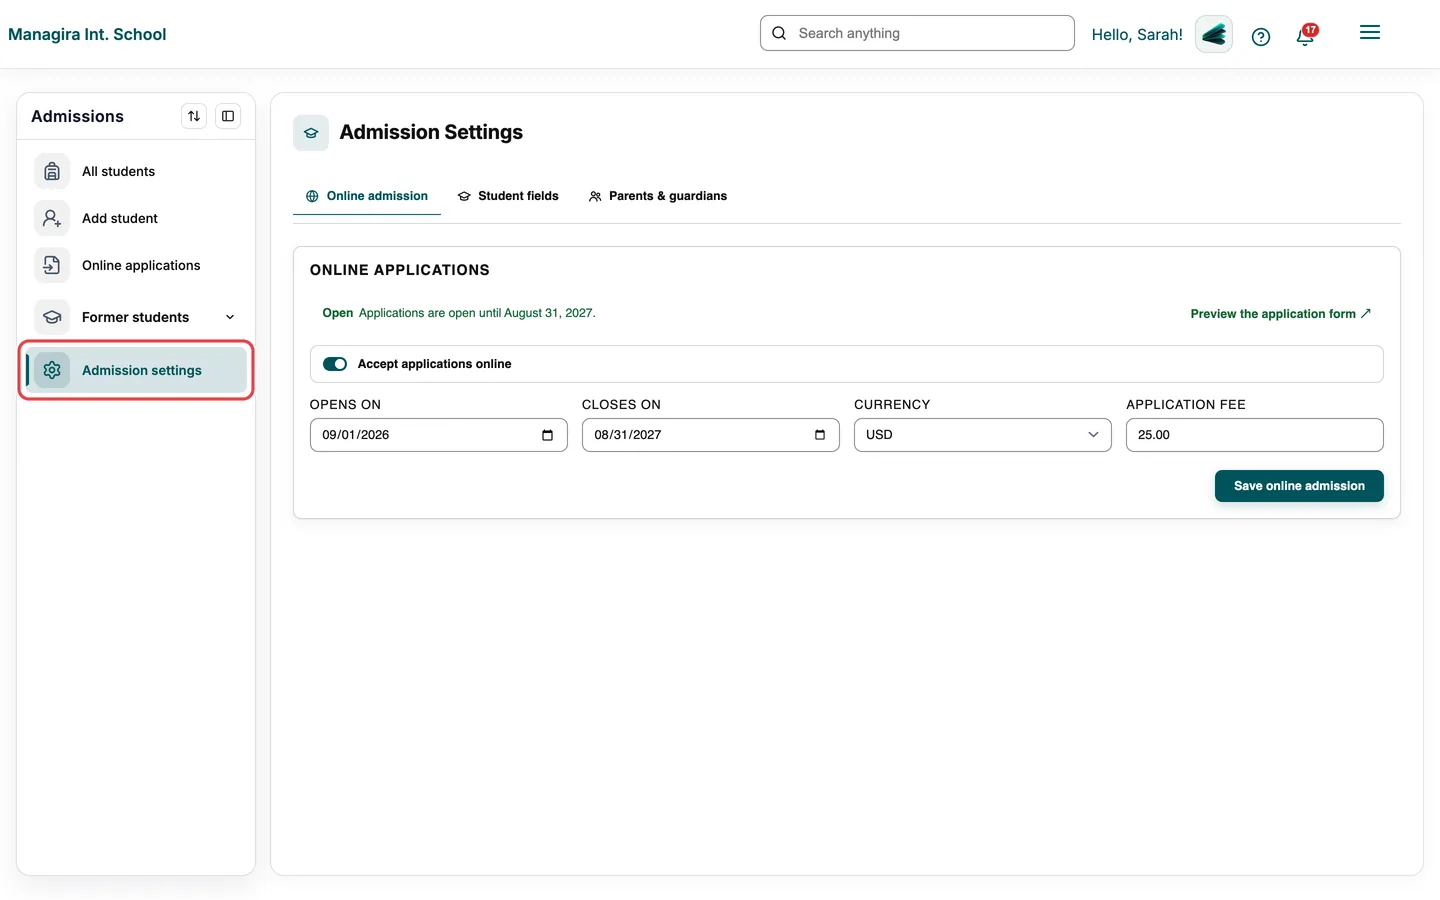 Managira Int. School
Search anything
Hello, Sarah!
17
Admissions
All students
Add student
Online applications
Former students
Admission settings
Admission Settings
Online admission
Student fields
Parents & guardians
ONLINE APPLICATIONS
Open Applications are open until August 31, 2027.
Preview the application form ↗
Accept applications online
OPENS ON
CLOSES ON
CURRENCY
APPLICATION FEE
09/01/2026
08/31/2027
USD
25.00
Save online admission